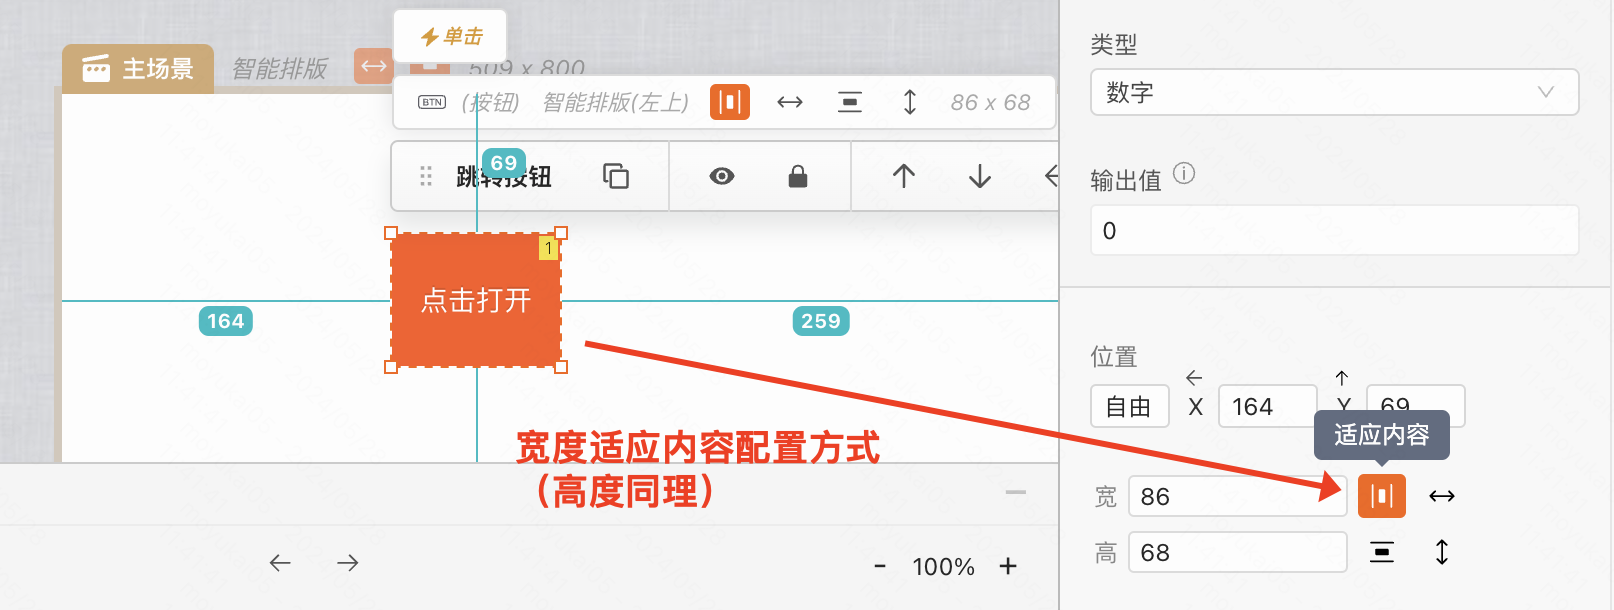 单击
主场景 智能排版 509 x 800
BTN (按钮) 智能排版(左上) 86 x 68
跳转按钮
69
1
点击打开
164
259
宽度适应内容配置方式
（高度同理）
- 100% +
类型
数字
输出值
0
位置
自由 X 164 Y 69
适应内容
宽 86
高 68